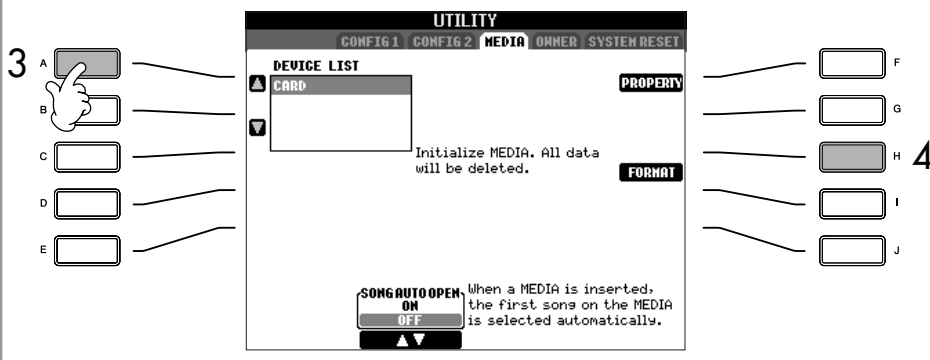 UTILITY
CONFIG 1 CONFIG 2 MEDIA OWNER SYSTEM RESET
3
A
B
C
D
E
DEVICE LIST
CARD
PROPERTY
Initialize MEDIA. All data
will be deleted.
FORMAT
SONG AUTO OPEN
ON
OFF
When a MEDIA is inserted,
the first song on the MEDIA
is selected automatically.
F
G
H
4
I
J